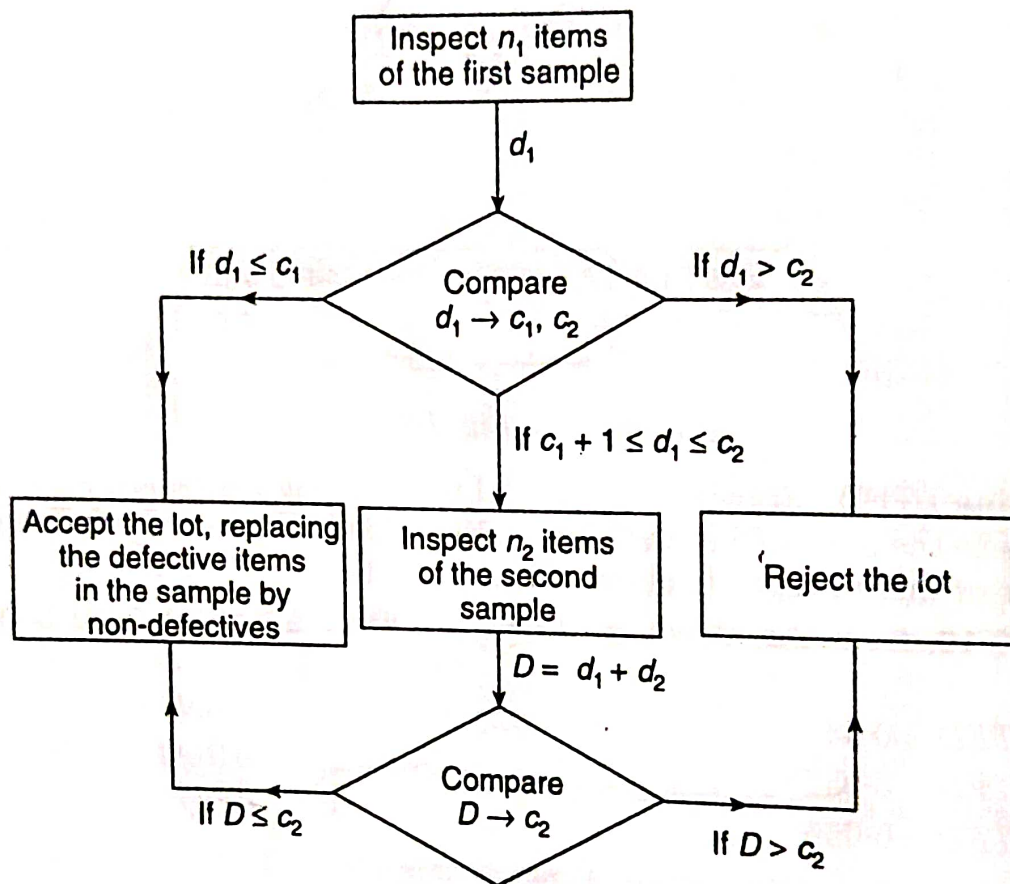 Inspect n₁ items
of the first sample
d₁
If d₁ ≤ c₁
Compare
d₁ → c₁, c₂
If d₁ > c₂
If c₁ + 1 ≤ d₁ ≤ c₂
Accept the lot, replacing
the defective items
in the sample by
non-defectives
Inspect n₂ items
of the second
sample
Reject the lot
D = d₁ + d₂
Compare
D → c₂
If D ≤ c₂
If D > c₂